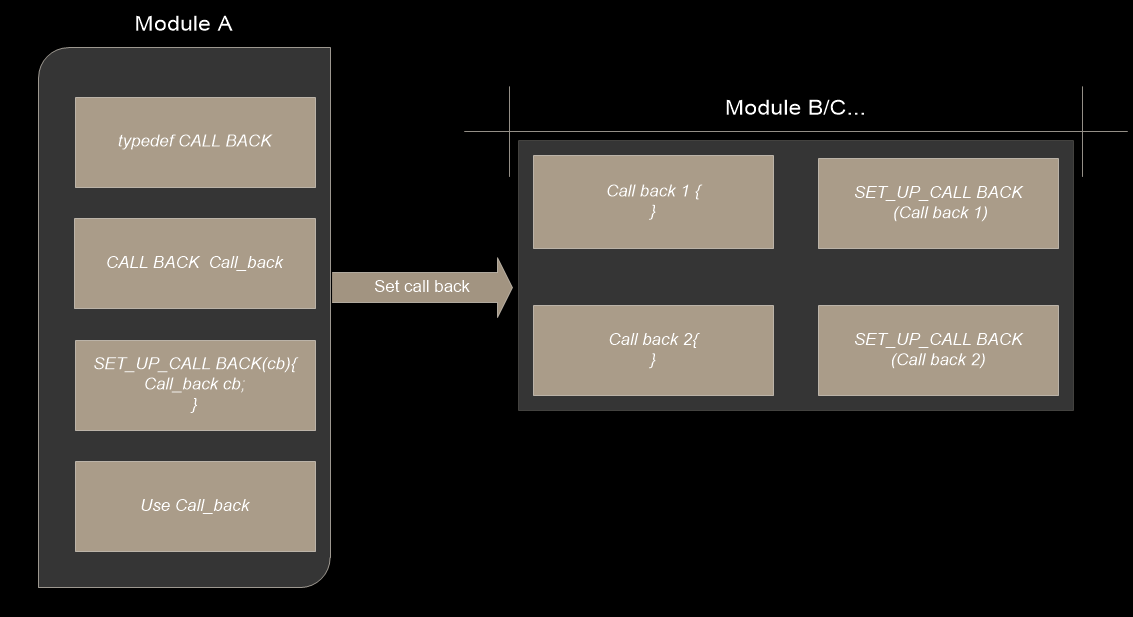 Module A
typedef CALL BACK
CALL BACK  Call_back
SET_UP_CALL BACK(cb){
Call_back cb;
}
Use Call_back
Set call back
Module B/C...
Call back 1 {
}
SET_UP_CALL BACK
(Call back 1)
Call back 2{
}
SET_UP_CALL BACK
(Call back 2)